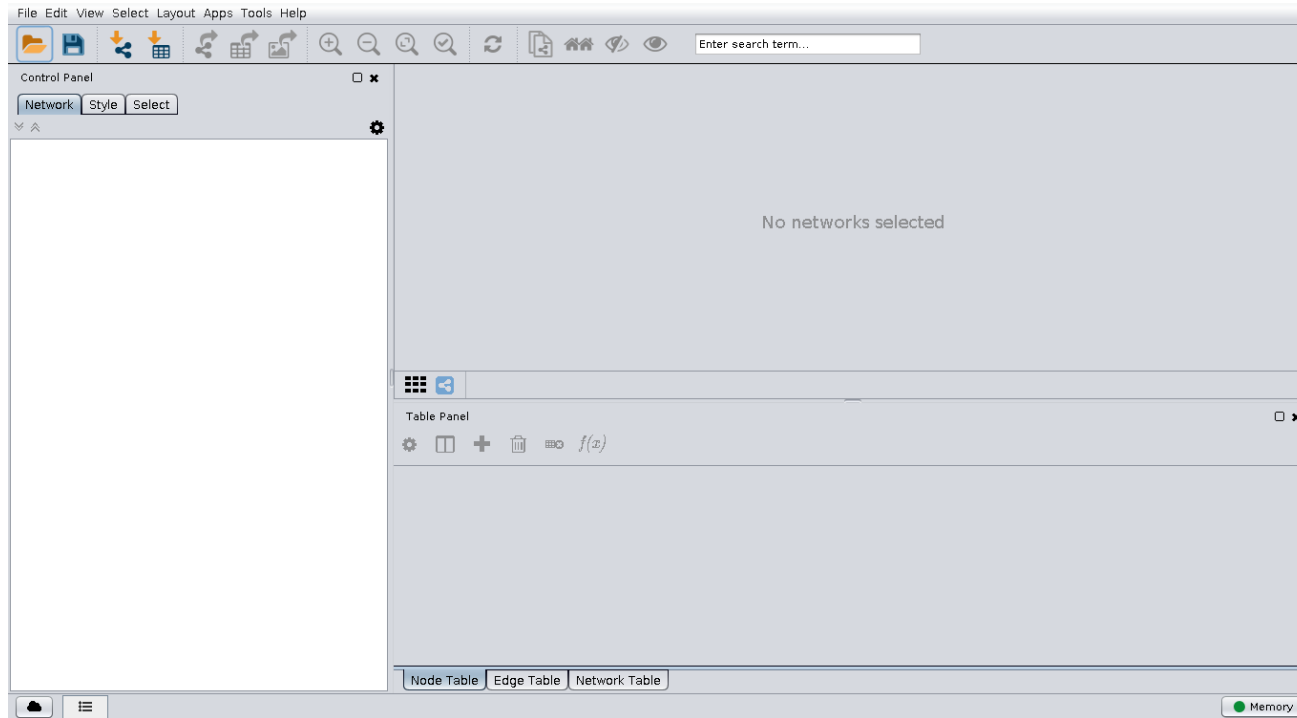 File Edit View Select Layout Apps Tools Help
Enter search term...
Control Panel
Network Style Select
No networks selected
Table Panel
f(x)
Node Table Edge Table Network Table
Memory